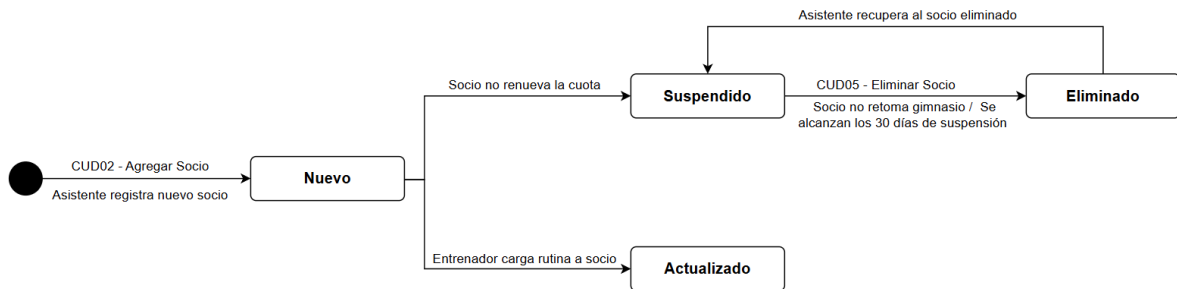 Asistente recupera al socio eliminado
Socio no renueva la cuota
Suspendido
CUD05 - Eliminar Socio
Socio no retoma gimnasio / Se
alcanzan los 30 días de suspensión
Eliminado
CUD02 - Agregar Socio
Asistente registra nuevo socio
Nuevo
Entrenador carga rutina a socio
Actualizado